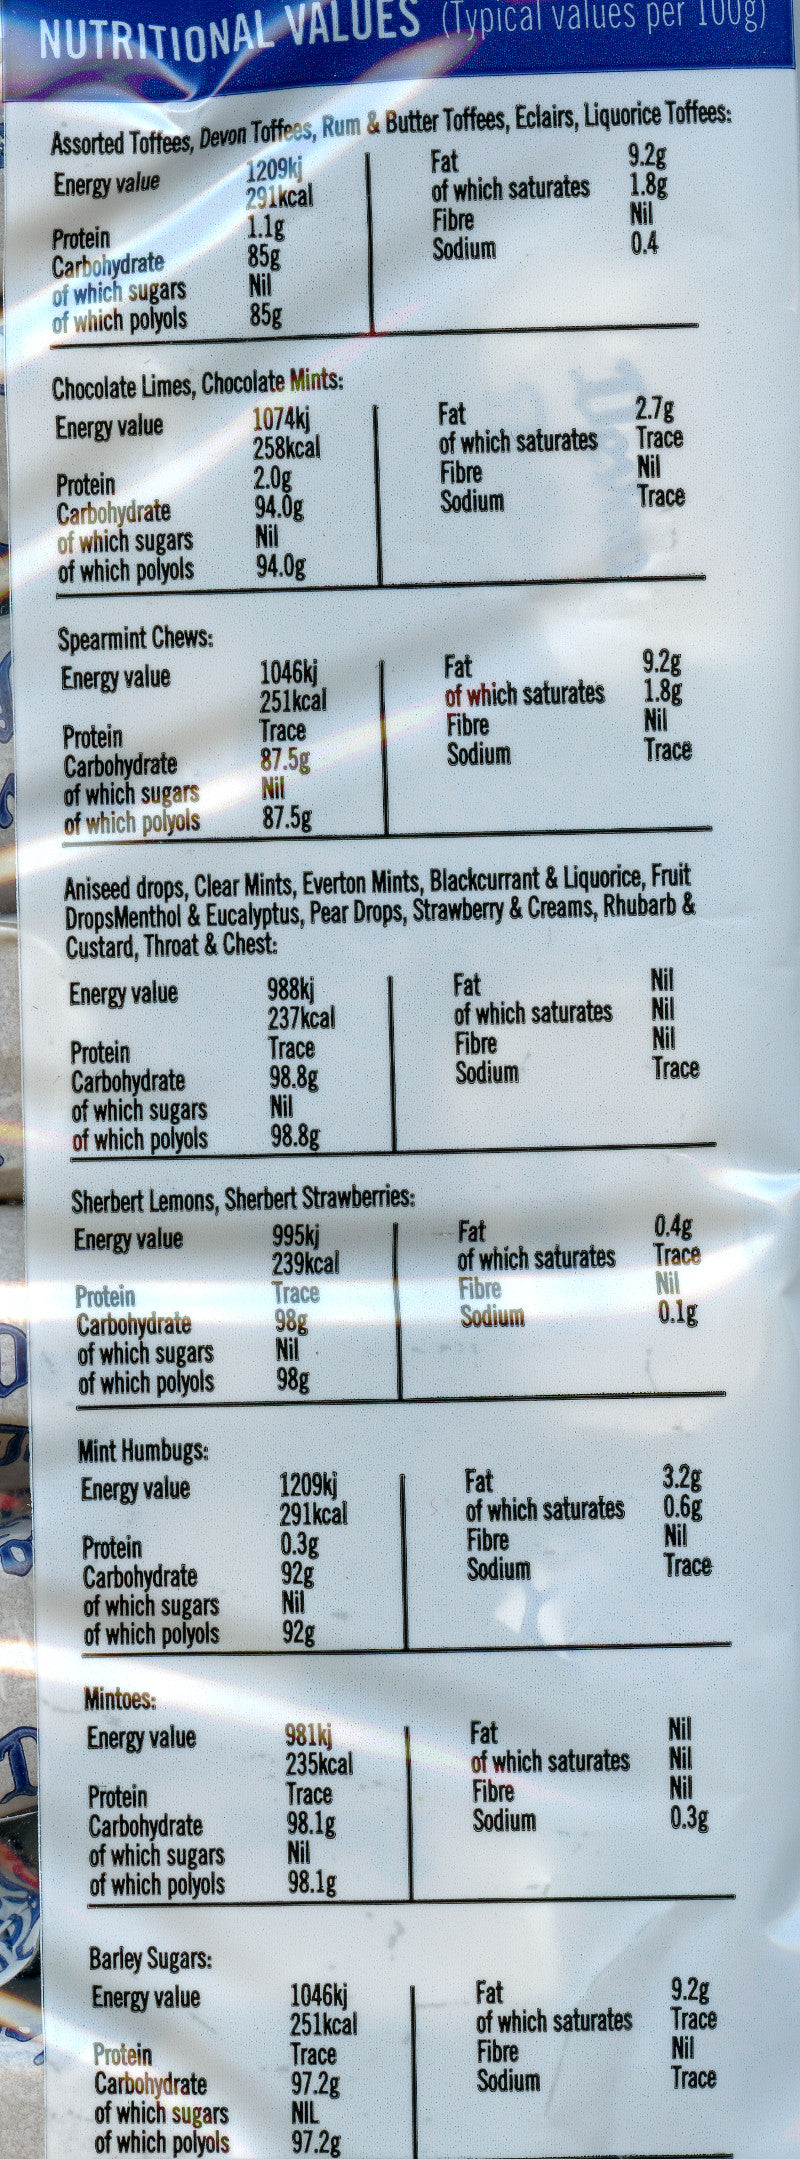 NUTRITIONAL VALUES (Typical values per 100g)
Assorted Toffees, Devon Toffees, Rum & Butter Toffees, Eclairs, Liquorice Toffees:
Energy value 1209kj
291kcal
Protein 1.1g
Carbohydrate 85g
of which sugars Nil
of which polyols 85g
Fat 9.2g
of which saturates 1.8g
Fibre Nil
Sodium 0.4
Chocolate Limes, Chocolate Mints:
Energy value 1074kj
258kcal
Protein 2.0g
Carbohydrate 94.0g
of which sugars Nil
of which polyols 94.0g
Fat 2.7g
of which saturates Trace
Fibre Nil
Sodium Trace
Spearmint Chews:
Energy value 1046kj
251kcal
Protein Trace
Carbohydrate 87.5g
of which sugars Nil
of which polyols 87.5g
Fat 9.2g
of which saturates 1.8g
Fibre Nil
Sodium Trace
Aniseed drops, Clear Mints, Everton Mints, Blackcurrant & Liquorice, Fruit
DropsMenthol & Eucalyptus, Pear Drops, Strawberry & Creams, Rhubarb &
Custard, Throat & Chest:
Energy value 988kj
237kcal
Protein Trace
Carbohydrate 98.8g
of which sugars Nil
of which polyols 98.8g
Fat Nil
of which saturates Nil
Fibre Nil
Sodium Trace
Sherbert Lemons, Sherbert Strawberries:
Energy value 995kj
239kcal
Protein Trace
Carbohydrate 98g
of which sugars Nil
of which polyols 98g
Fat 0.4g
of which saturates Trace
Fibre Nil
Sodium 0.1g
Mint Humbugs:
Energy value 1209kj
291kcal
Protein 0.3g
Carbohydrate 92g
of which sugars Nil
of which polyols 92g
Fat 3.2g
of which saturates 0.6g
Fibre Nil
Sodium Trace
Mintoes:
Energy value 981kj
235kcal
Protein Trace
Carbohydrate 98.1g
of which sugars Nil
of which polyols 98.1g
Fat Nil
of which saturates Nil
Fibre Nil
Sodium 0.3g
Barley Sugars:
Energy value 1046kj
251kcal
Protein Trace
Carbohydrate 97.2g
of which sugars NIL
of which polyols 97.2g
Fat 9.2g
of which saturates Trace
Fibre Nil
Sodium Trace